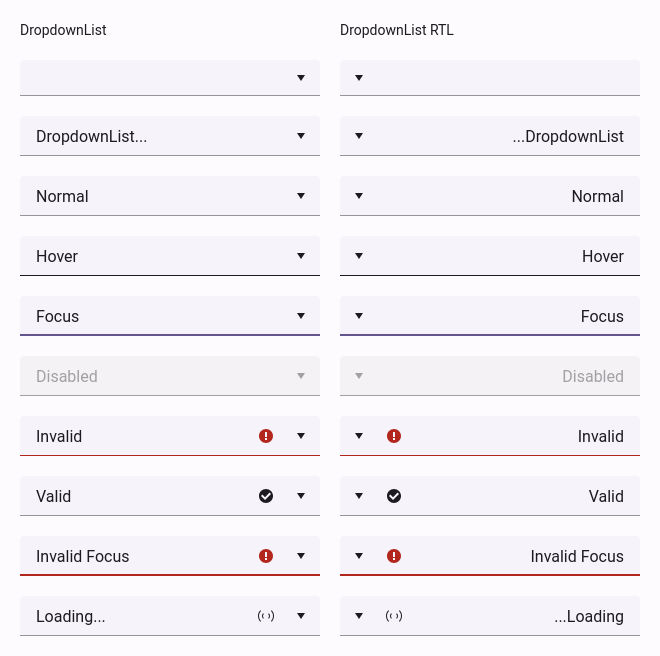 DropdownList
DropdownList RTL
DropdownList...
...DropdownList
Normal
Normal
Hover
Hover
Focus
Focus
Disabled
Disabled
Invalid
Invalid
Valid
Valid
Invalid Focus
Invalid Focus
Loading...
...Loading